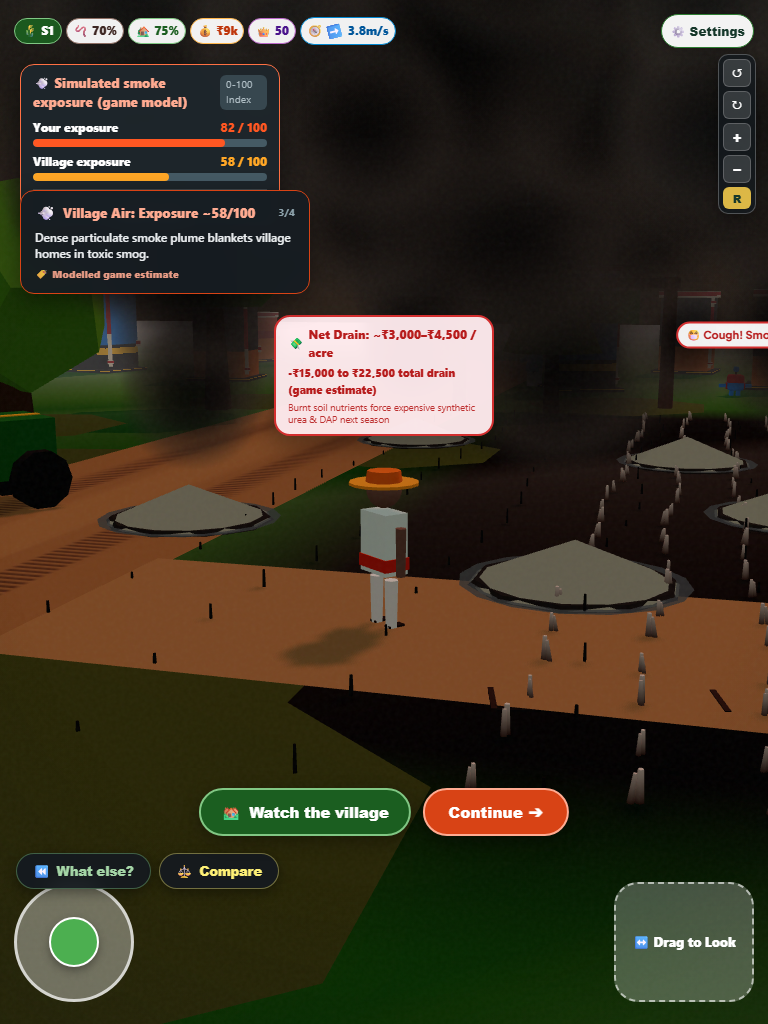 S1
70%
75%
₹9k
50
3.8m/s
Settings
Simulated smoke
exposure (game model)
0-100
Index
Your exposure
82 / 100
Village exposure
58 / 100
↺
↻
+
−
R
Village Air: Exposure ~58/100
3/4
Dense particulate smoke plume blankets village
homes in toxic smog.
Modelled game estimate
Net Drain: ~₹3,000–₹4,500 /
acre
-₹15,000 to ₹22,500 total drain
(game estimate)
Burnt soil nutrients force expensive synthetic
urea & DAP next season
Cough! Smo
Watch the village
Continue ➔
What else?
Compare
Drag to Look